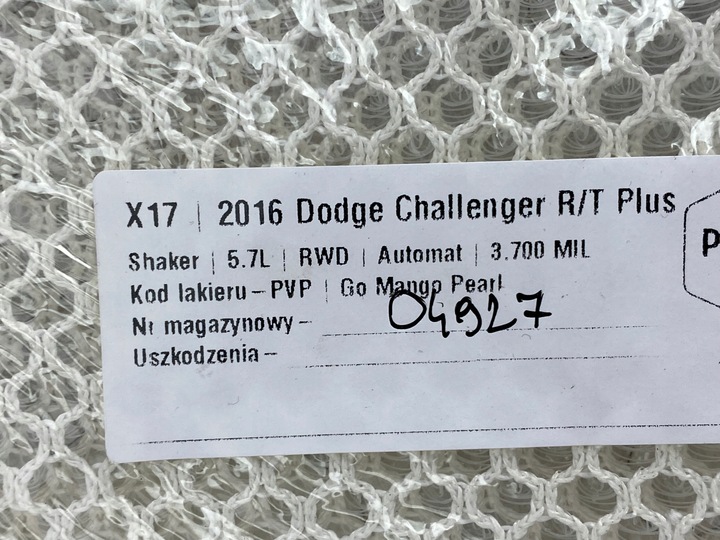 X17 | 2016 Dodge Challenger R/T Plus
Shaker | 5.7L | RWD | Automat | 3.700 MIL
Kod lakieru – PVP | Go Mango Pearl
Nr magazynowy – 04927
Uszkodzenia –
P